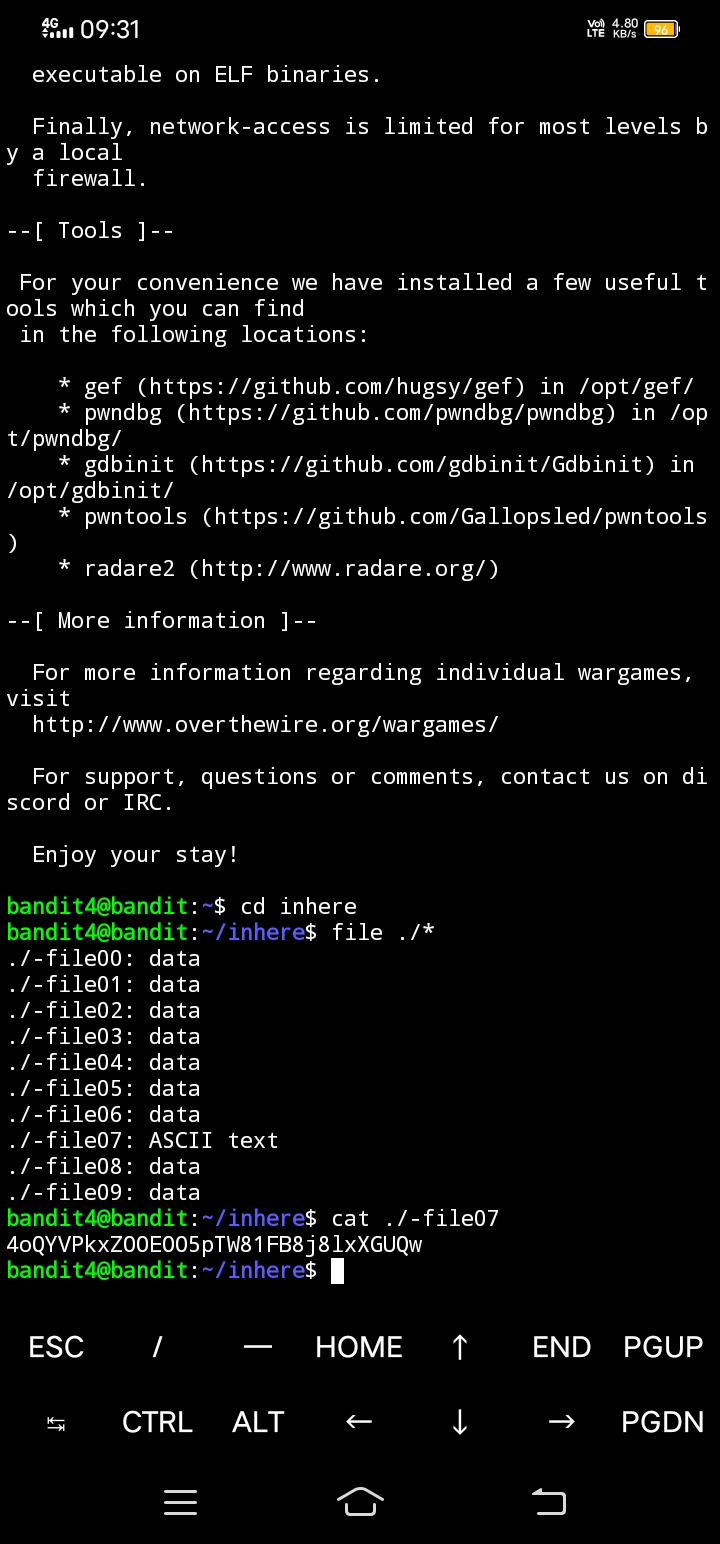 4G 09:31 Vo) LTE 4.80 KB/s 96
executable on ELF binaries.
Finally, network-access is limited for most levels b
y a local
firewall.
--[ Tools ]--
For your convenience we have installed a few useful t
ools which you can find
in the following locations:
* gef (https://github.com/hugsy/gef) in /opt/gef/
* pwndbg (https://github.com/pwndbg/pwndbg) in /op
t/pwndbg/
* gdbinit (https://github.com/gdbinit/Gdbinit) in
/opt/gdbinit/
* pwntools (https://github.com/Gallopsled/pwntools
)
* radare2 (http://www.radare.org/)
--[ More information ]--
For more information regarding individual wargames,
visit
http://www.overthewire.org/wargames/
For support, questions or comments, contact us on di
scord or IRC.
Enjoy your stay!
bandit4@bandit:~$ cd inhere
bandit4@bandit:~/inhere$ file ./*
./-file00: data
./-file01: data
./-file02: data
./-file03: data
./-file04: data
./-file05: data
./-file06: data
./-file07: ASCII text
./-file08: data
./-file09: data
bandit4@bandit:~/inhere$ cat ./-file07
4oQYVPkxZOOEOO5pTW81FB8j8lxXGUQw
bandit4@bandit:~/inhere$
ESC / — HOME ↑ END PGUP
↹ CTRL ALT ← ↓ → PGDN